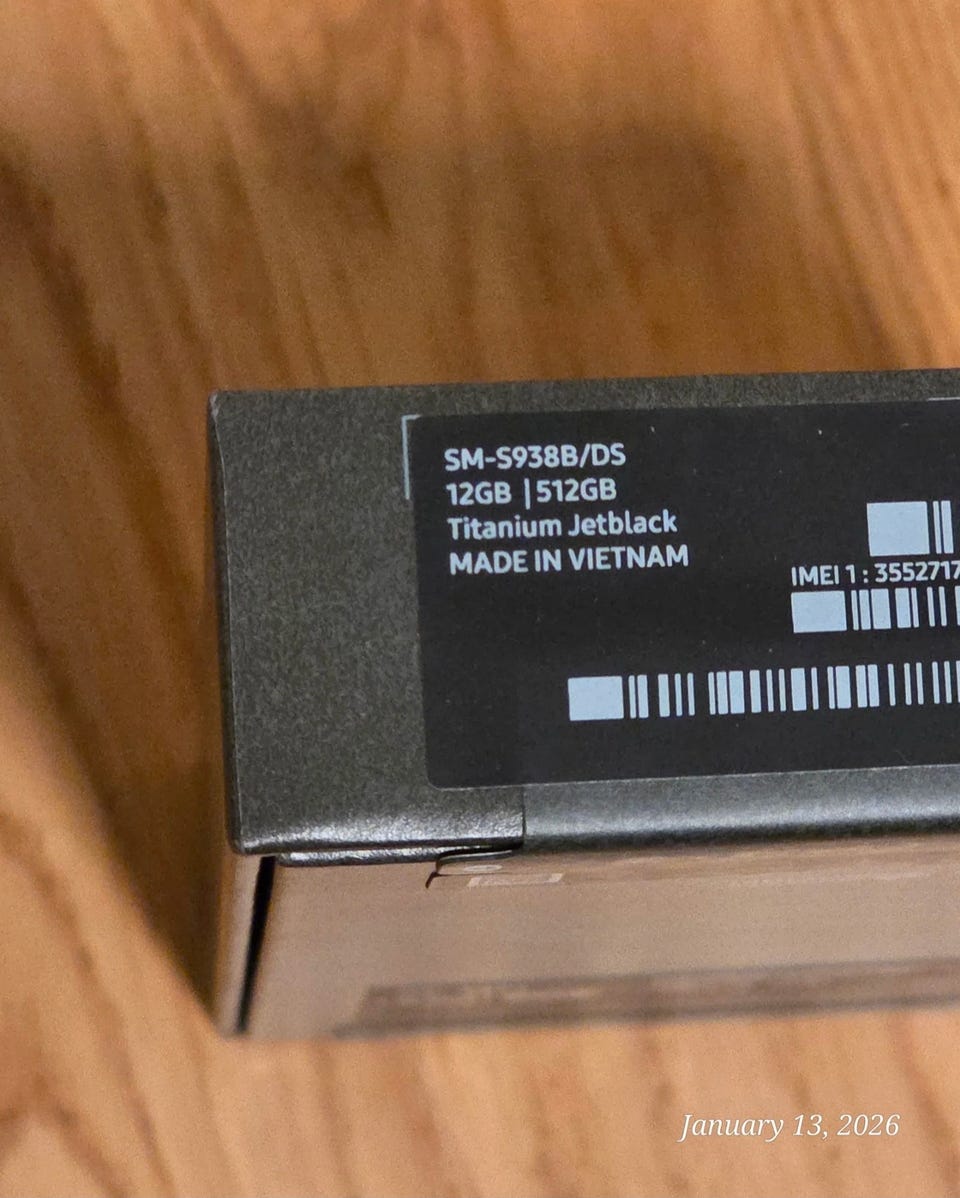 SM-S938B/DS
12GB | 512GB
Titanium Jetblack
MADE IN VIETNAM
IMEI 1 : 3552717
January 13, 2026